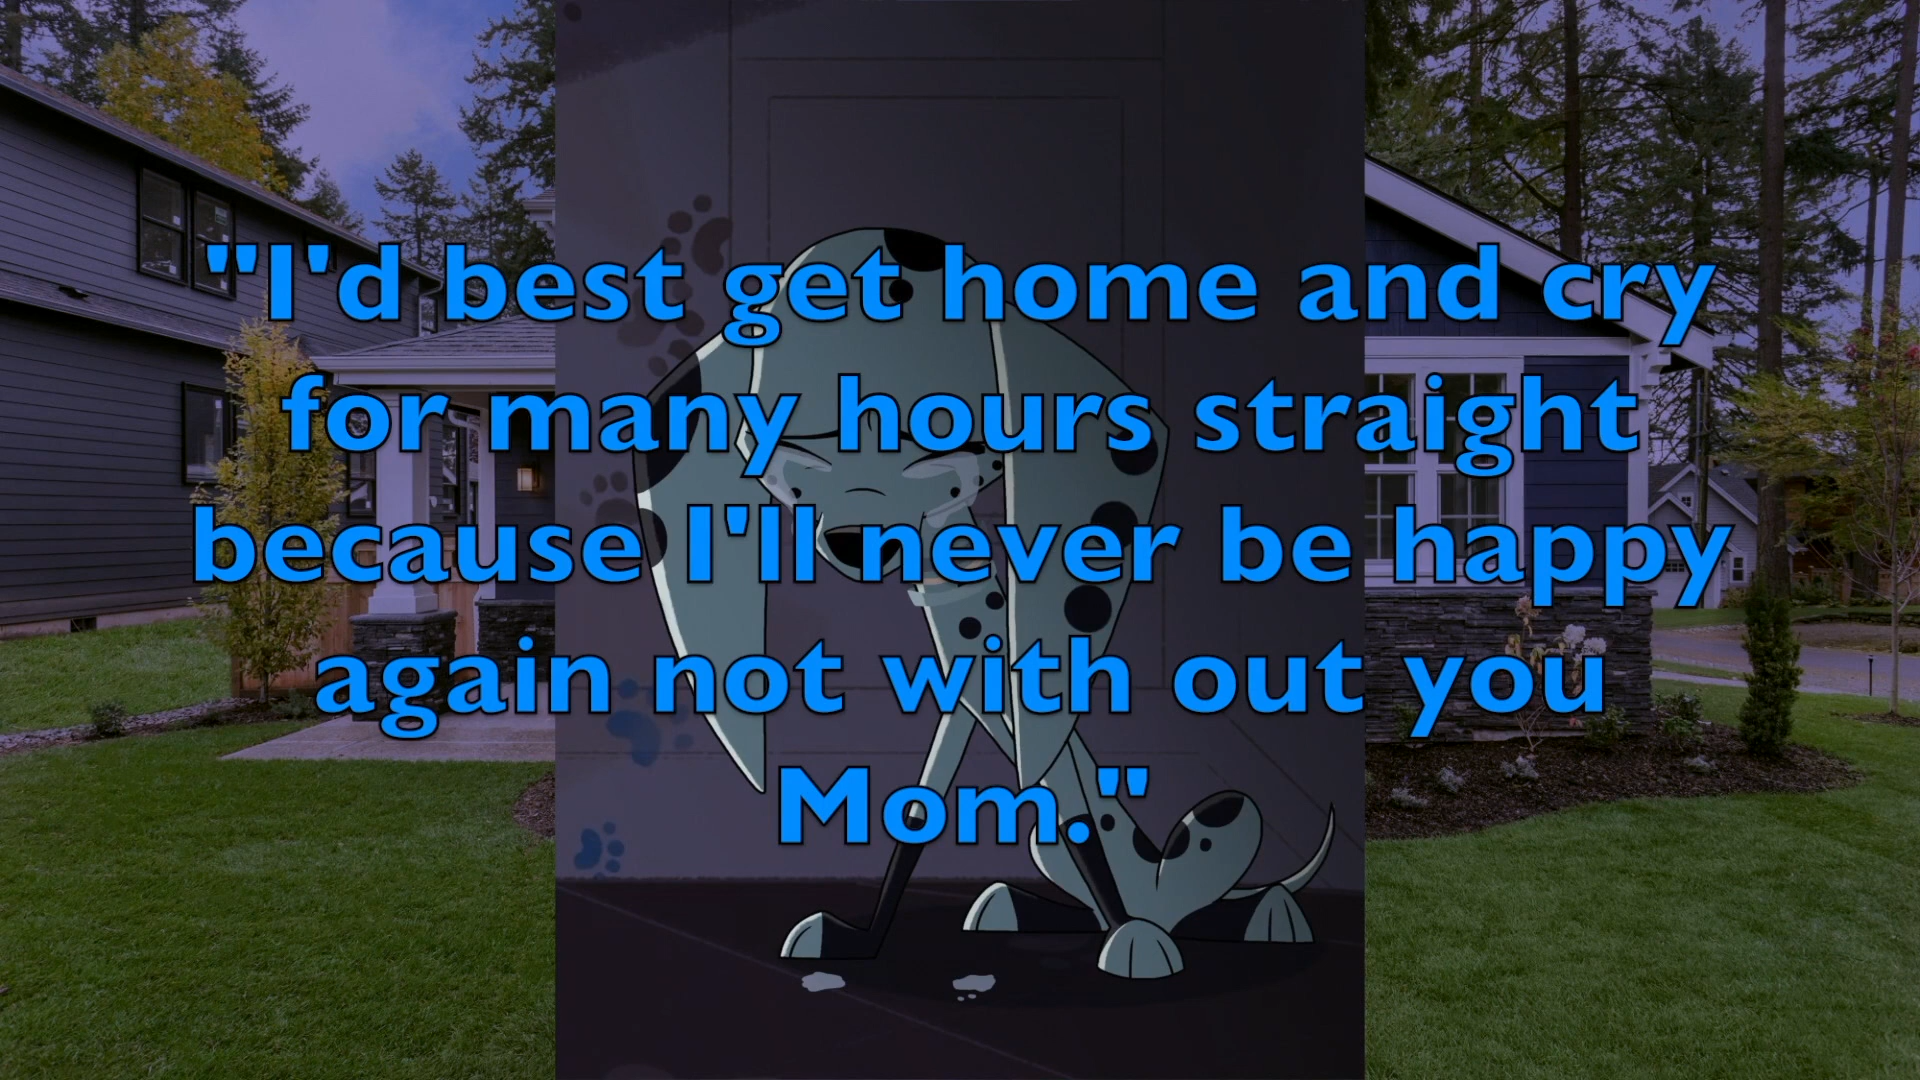 "I'd best get home and cry
for many hours straight
because I'll never be happy
again not with out you
Mom."